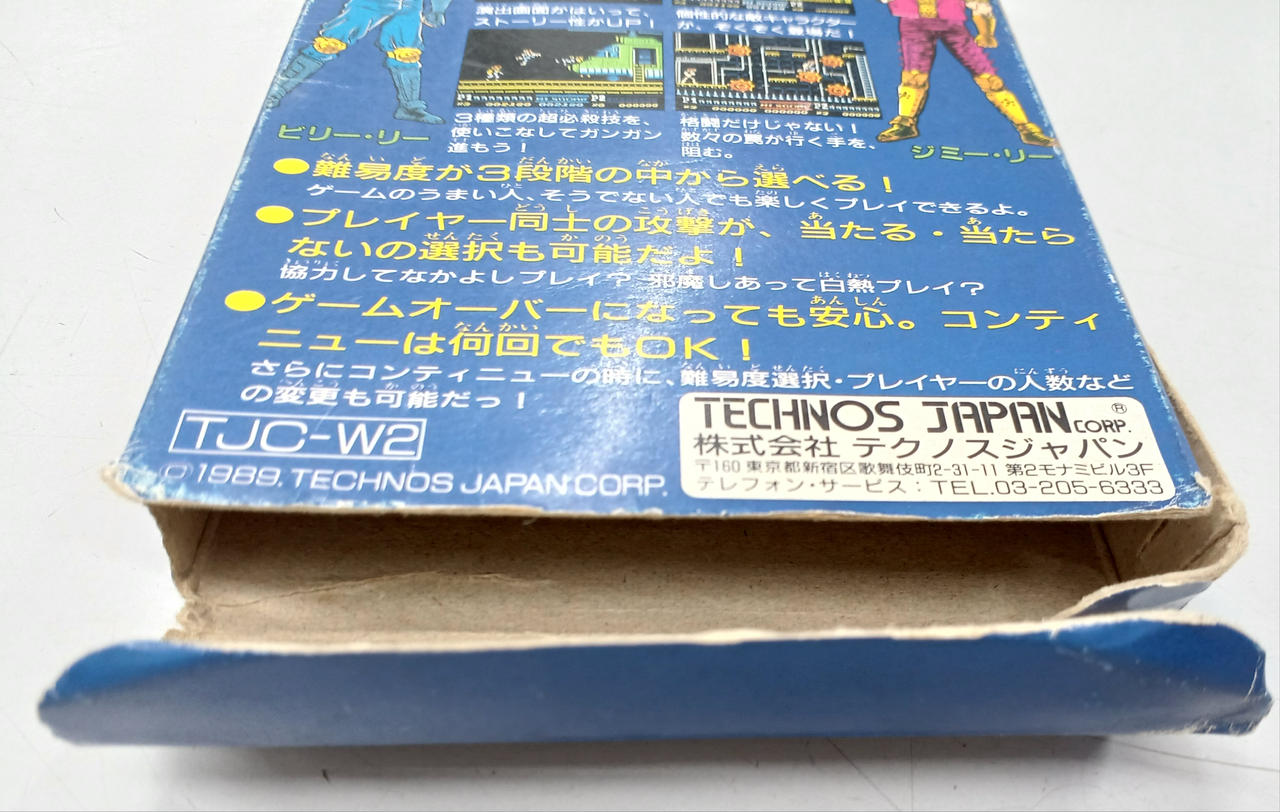 演出画面がはいって、
ストーリー性がUP！
個性的な敵キャラクター
が、ぞくぞく登場だ！
ビリー・リー
3種類の超必殺技を、
使いこなしてガンガン
進もう！
格闘だけじゃない！
数々の罠が行く手を、
阻む。
ジミー・リー
●難易度が3段階の中から選べる！
ゲームのうまい人、そうでない人でも楽しくプレイできるよ。
●プレイヤー同士の攻撃が、当たる・当たら
ないの選択も可能だよ！
協力してなかよしプレイ？ 邪魔しあって白熱プレイ？
●ゲームオーバーになっても安心。コンティ
ニューは何回でもOK！
さらにコンティニューの時に、難易度選択・プレイヤーの人数など
の変更も可能だっ！
TJC-W2
©1989. TECHNOS JAPAN CORP.
TECHNOS JAPAN CORP. ®
株式会社 テクノスジャパン
〒160 東京都新宿区歌舞伎町2-31-11 第2モナミビル3F
テレフォン・サービス：TEL.03-205-6333